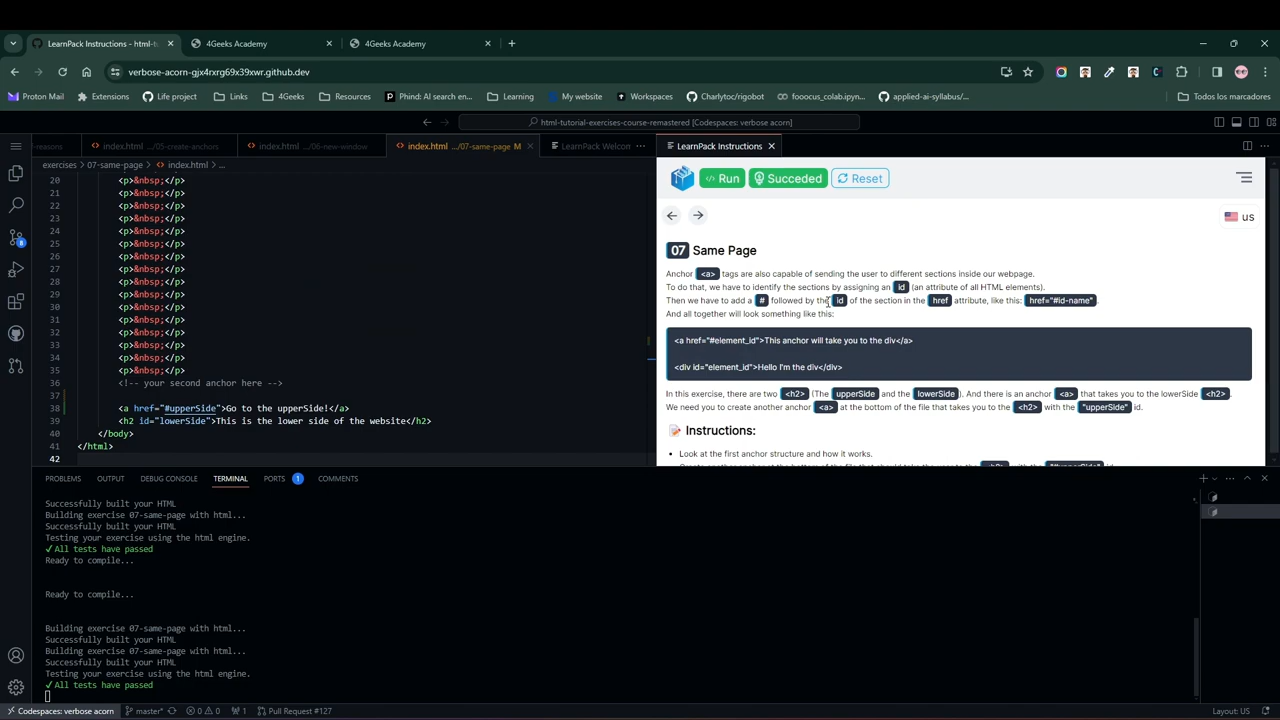 LearnPack Instructions - html-tu
4Geeks Academy
4Geeks Academy
verbose-acorn-gjx4rxrg69x39xwr.github.dev
Proton Mail
Extensions
Life project
Links
4Geeks
Resources
Phind: AI search en...
Learning
My website
Workspaces
Charlytoc/rigobot
fooocus_colab.ipyn...
applied-ai-syllabus/...
Todos los marcadores
html-tutorial-exercises-course-remastered [Codespaces: verbose acorn]
-reasons
index.html .../05-create-anchors
index.html .../06-new-window
index.html .../07-same-page M
LearnPack Welcom
LearnPack Instructions
exercises > 07-same-page > index.html > ...
20 <p>&nbsp;</p>
21 <p>&nbsp;</p>
22 <p>&nbsp;</p>
23 <p>&nbsp;</p>
24 <p>&nbsp;</p>
25 <p>&nbsp;</p>
26 <p>&nbsp;</p>
27 <p>&nbsp;</p>
28 <p>&nbsp;</p>
29 <p>&nbsp;</p>
30 <p>&nbsp;</p>
31 <p>&nbsp;</p>
32 <p>&nbsp;</p>
33 <p>&nbsp;</p>
34 <p>&nbsp;</p>
35 <p>&nbsp;</p>
36 <!-- your second anchor here -->
37
38 <a href="#upperSide">Go to the upperSide!</a>
39 <h2 id="lowerSide">This is the lower side of the website</h2>
40 </body>
41 </html>
42
Run
Succeded
Reset
us
07 Same Page
Anchor <a> tags are also capable of sending the user to different sections inside our webpage.
To do that, we have to identify the sections by assigning an id (an attribute of all HTML elements).
Then we have to add a # followed by the id of the section in the href attribute, like this: href="#id-name".
And all together will look something like this:
<a href="#element_id">This anchor will take you to the div</a>
<div id="element_id">Hello I'm the div</div>
In this exercise, there are two <h2> (The upperSide and the lowerSide). And there is an anchor <a> that takes you to the lowerSide <h2>.
We need you to create another anchor <a> at the bottom of the file that takes you to the <h2> with the "upperSide" id.
Instructions:
Look at the first anchor structure and how it works.
PROBLEMS
OUTPUT
DEBUG CONSOLE
TERMINAL
PORTS 1
COMMENTS
Successfully built your HTML
Building exercise 07-same-page with html...
Successfully built your HTML
Testing your exercise using the html engine.
✓All tests have passed
Ready to compile...
Ready to compile...
Building exercise 07-same-page with html...
Successfully built your HTML
Building exercise 07-same-page with html...
Successfully built your HTML
Testing your exercise using the html engine.
✓All tests have passed
Codespaces: verbose acorn
master*
0 0
1
Pull Request #127
Layout: US